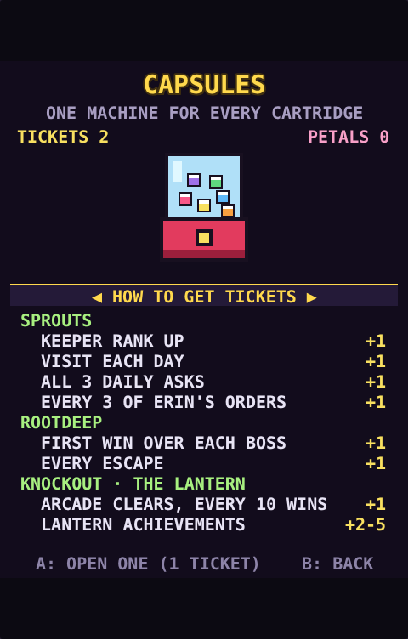 CAPSULES
ONE MACHINE FOR EVERY CARTRIDGE
TICKETS 2 PETALS 0
◀ HOW TO GET TICKETS ▶
SPROUTS
KEEPER RANK UP +1
VISIT EACH DAY +1
ALL 3 DAILY ASKS +1
EVERY 3 OF ERIN'S ORDERS +1
ROOTDEEP
FIRST WIN OVER EACH BOSS +1
EVERY ESCAPE +1
KNOCKOUT · THE LANTERN
ARCADE CLEARS, EVERY 10 WINS +1
LANTERN ACHIEVEMENTS +2-5
A: OPEN ONE (1 TICKET) B: BACK